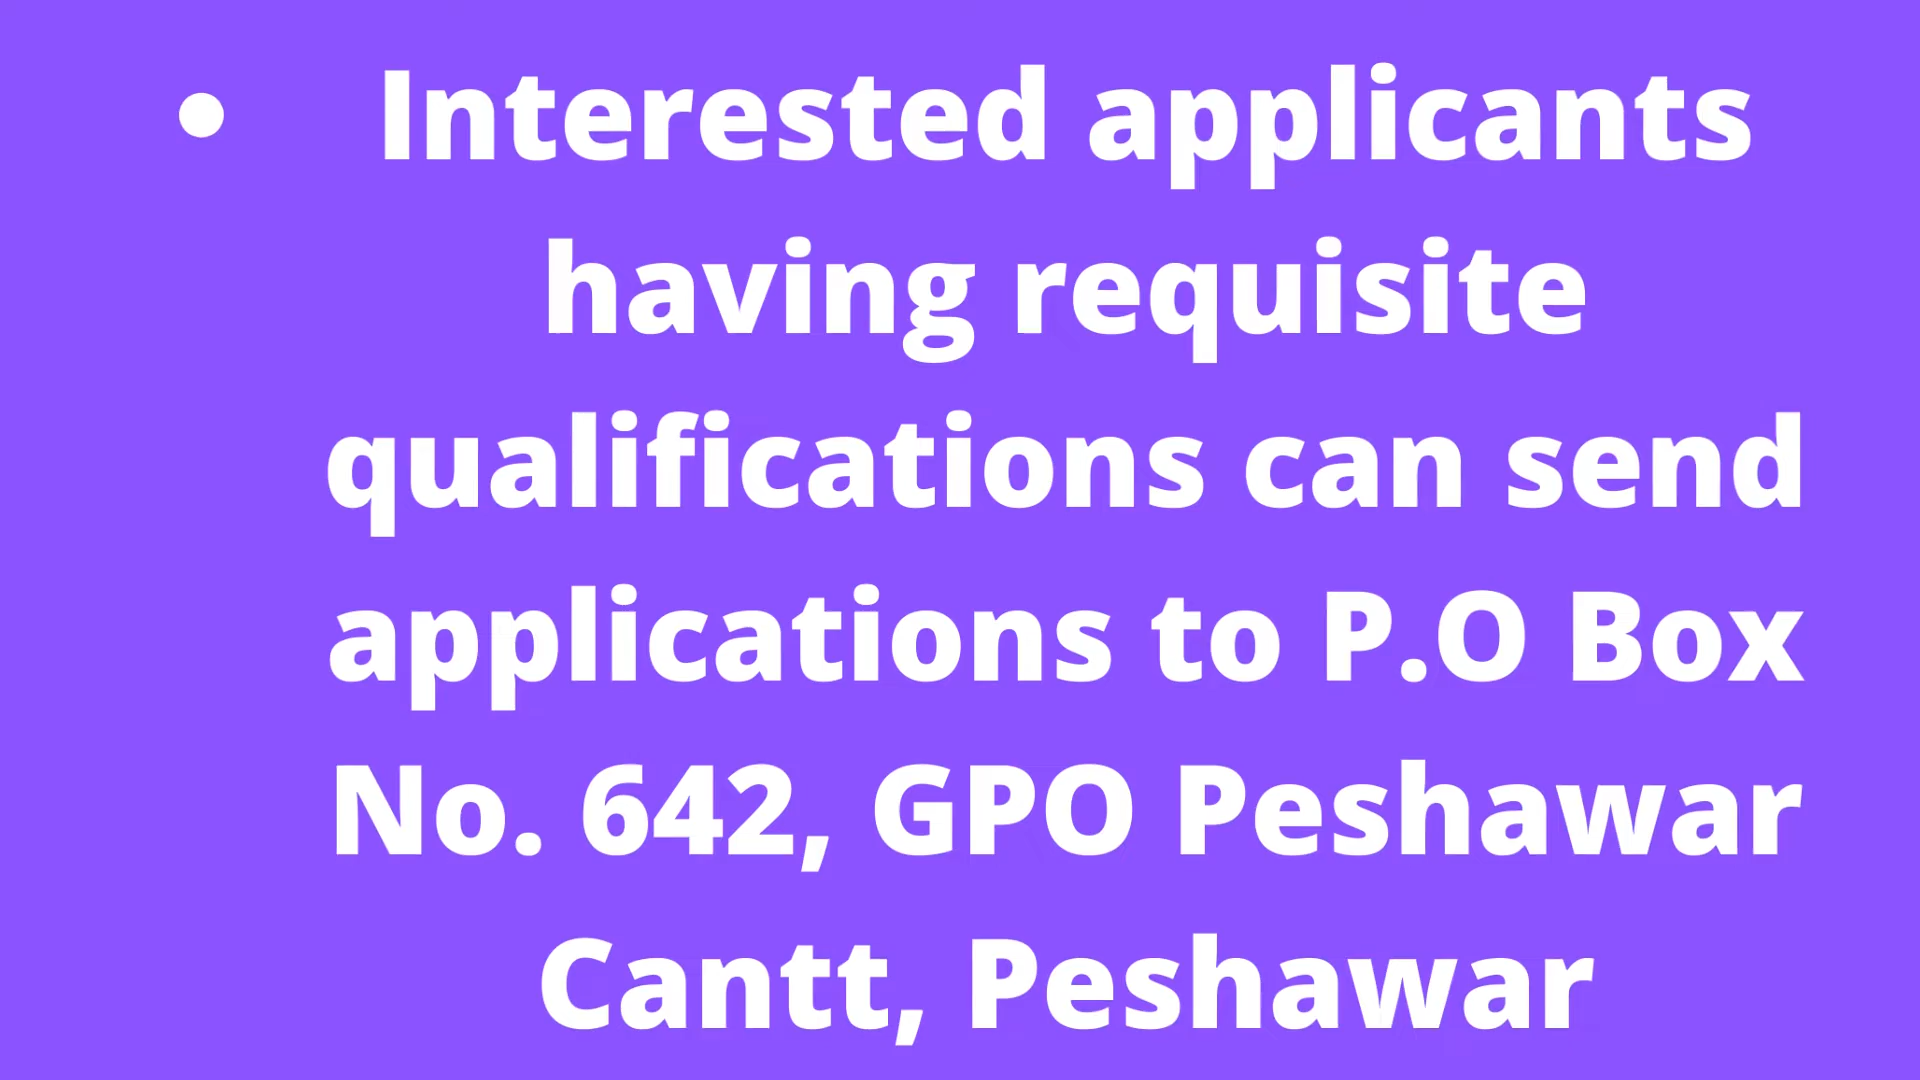 • Interested applicants
having requisite
qualifications can send
applications to P.O Box
No. 642, GPO Peshawar
Cantt, Peshawar